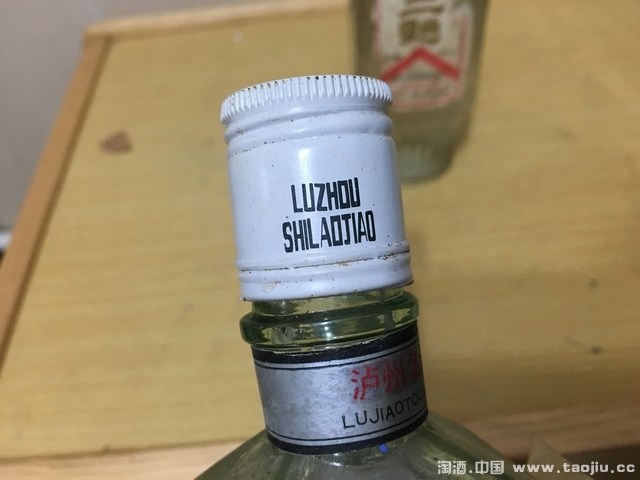 LUZHOU
SHILAOJIAO
泸州
LUJIAOTO
淘酒.中国 www.taojiu.cc